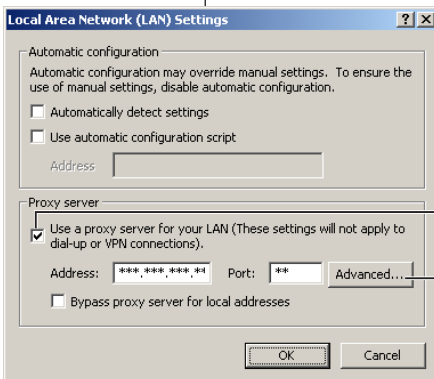 Local Area Network (LAN) Settings
Automatic configuration
Automatic configuration may override manual settings. To ensure the
use of manual settings, disable automatic configuration.
Automatically detect settings
Use automatic configuration script
Address
Proxy server
Use a proxy server for your LAN (These settings will not apply to
dial-up or VPN connections).
Address: ***.***.***.** Port: ** Advanced...
Bypass proxy server for local addresses
OK Cancel